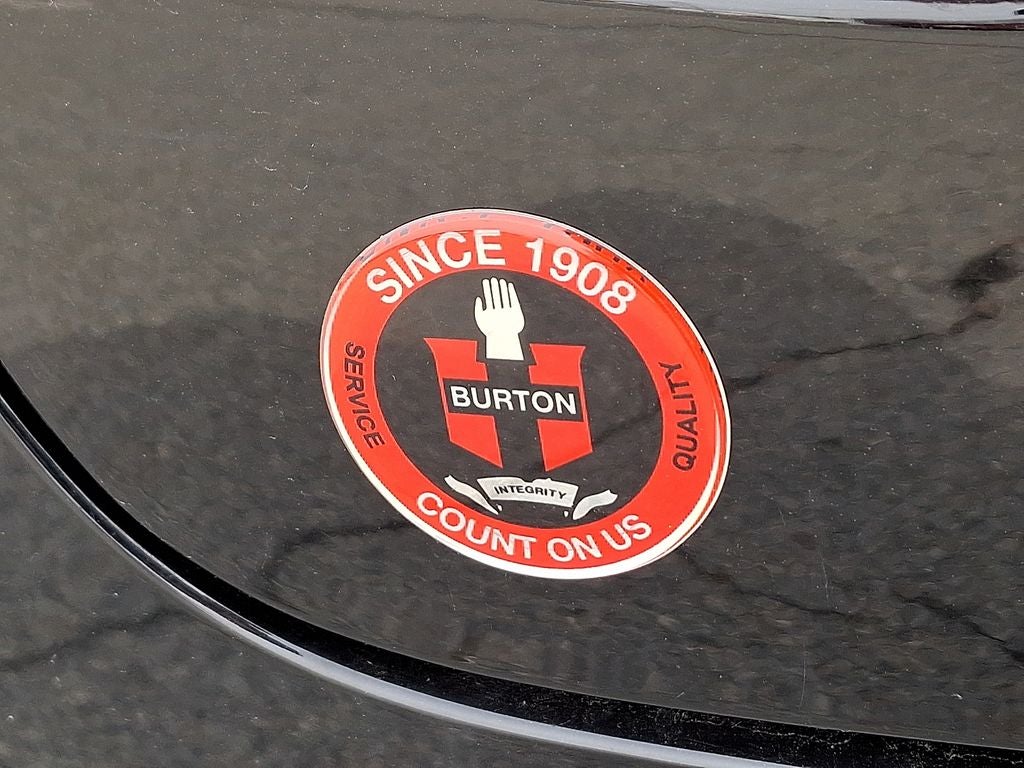 SINCE 1908
SERVICE
QUALITY
BURTON
INTEGRITY
COUNT ON US